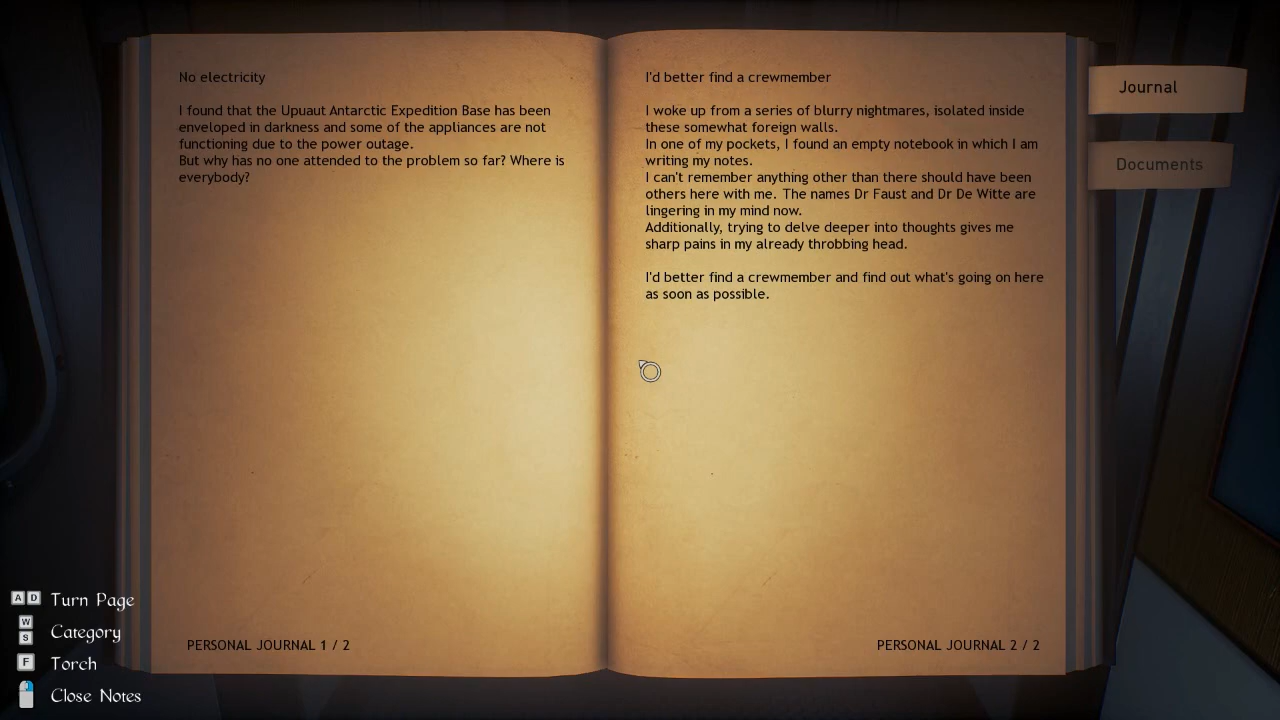 No electricity
I found that the Upuaut Antarctic Expedition Base has been
enveloped in darkness and some of the appliances are not
functioning due to the power outage.
But why has no one attended to the problem so far? Where is
everybody?
PERSONAL JOURNAL 1 / 2
I'd better find a crewmember
I woke up from a series of blurry nightmares, isolated inside
these somewhat foreign walls.
In one of my pockets, I found an empty notebook in which I am
writing my notes.
I can't remember anything other than there should have been
others here with me. The names Dr Faust and Dr De Witte are
lingering in my mind now.
Additionally, trying to delve deeper into thoughts gives me
sharp pains in my already throbbing head.
I'd better find a crewmember and find out what's going on here
as soon as possible.
PERSONAL JOURNAL 2 / 2
Journal
Documents
A D Turn Page
W
S Category
F Torch
Close Notes